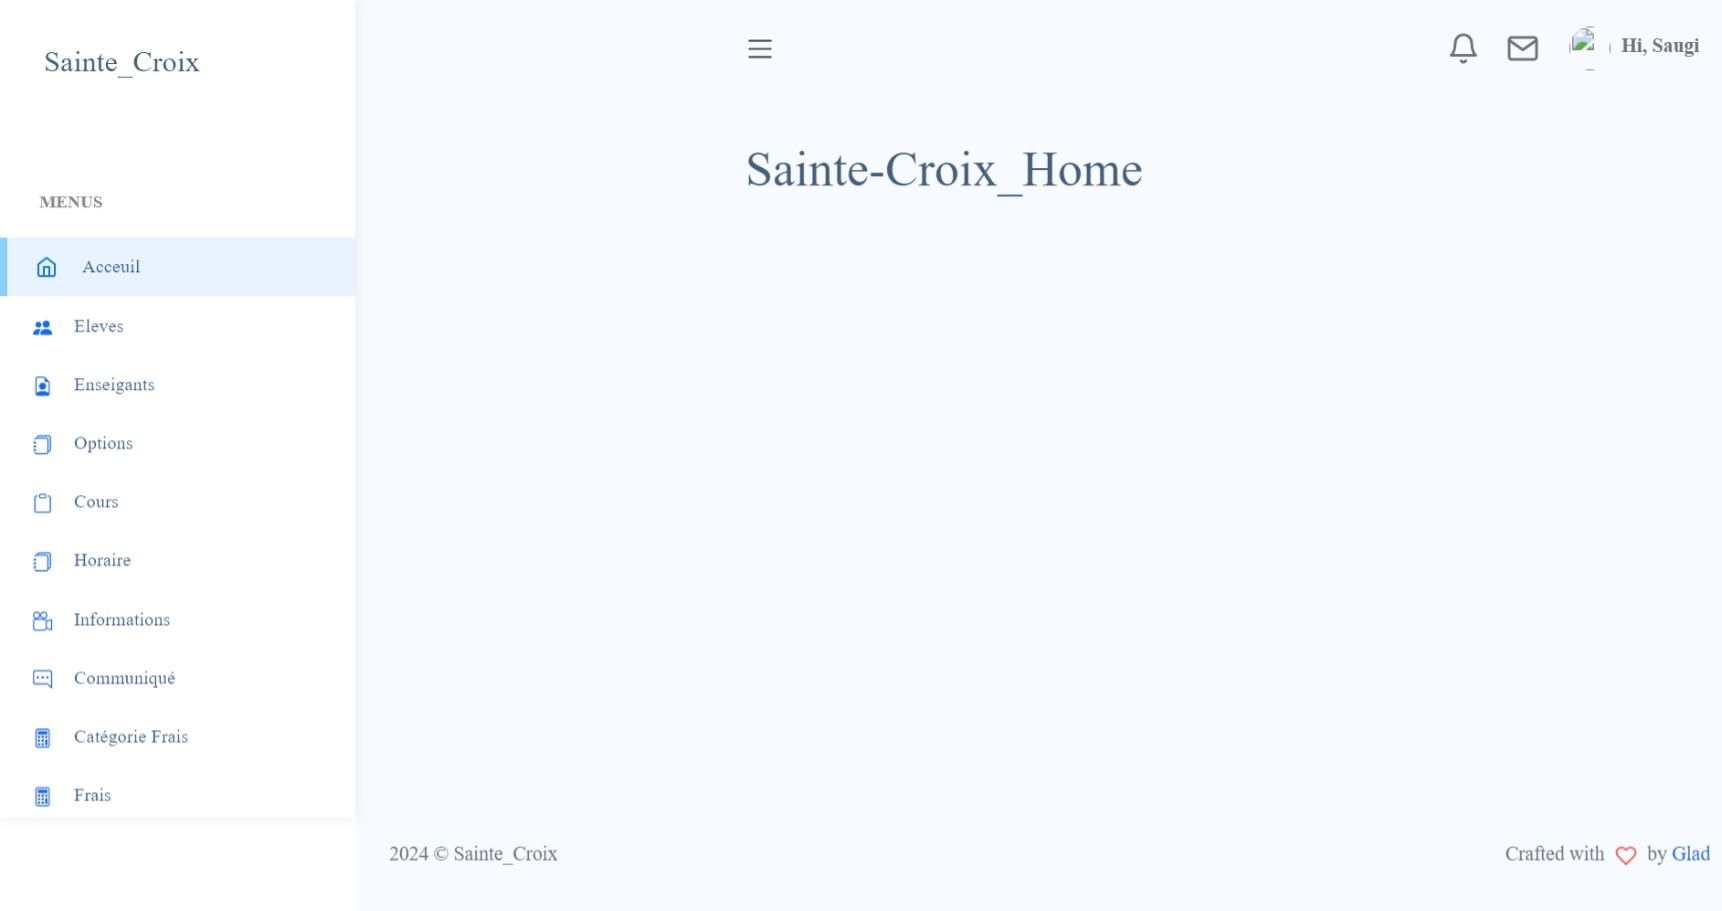 Sainte_Croix
Hi, Saugi
Sainte-Croix_Home
MENUS
Acceuil
Eleves
Enseigants
Options
Cours
Horaire
Informations
Communiqué
Catégorie Frais
Frais
2024 © Sainte_Croix
Crafted with by Glad